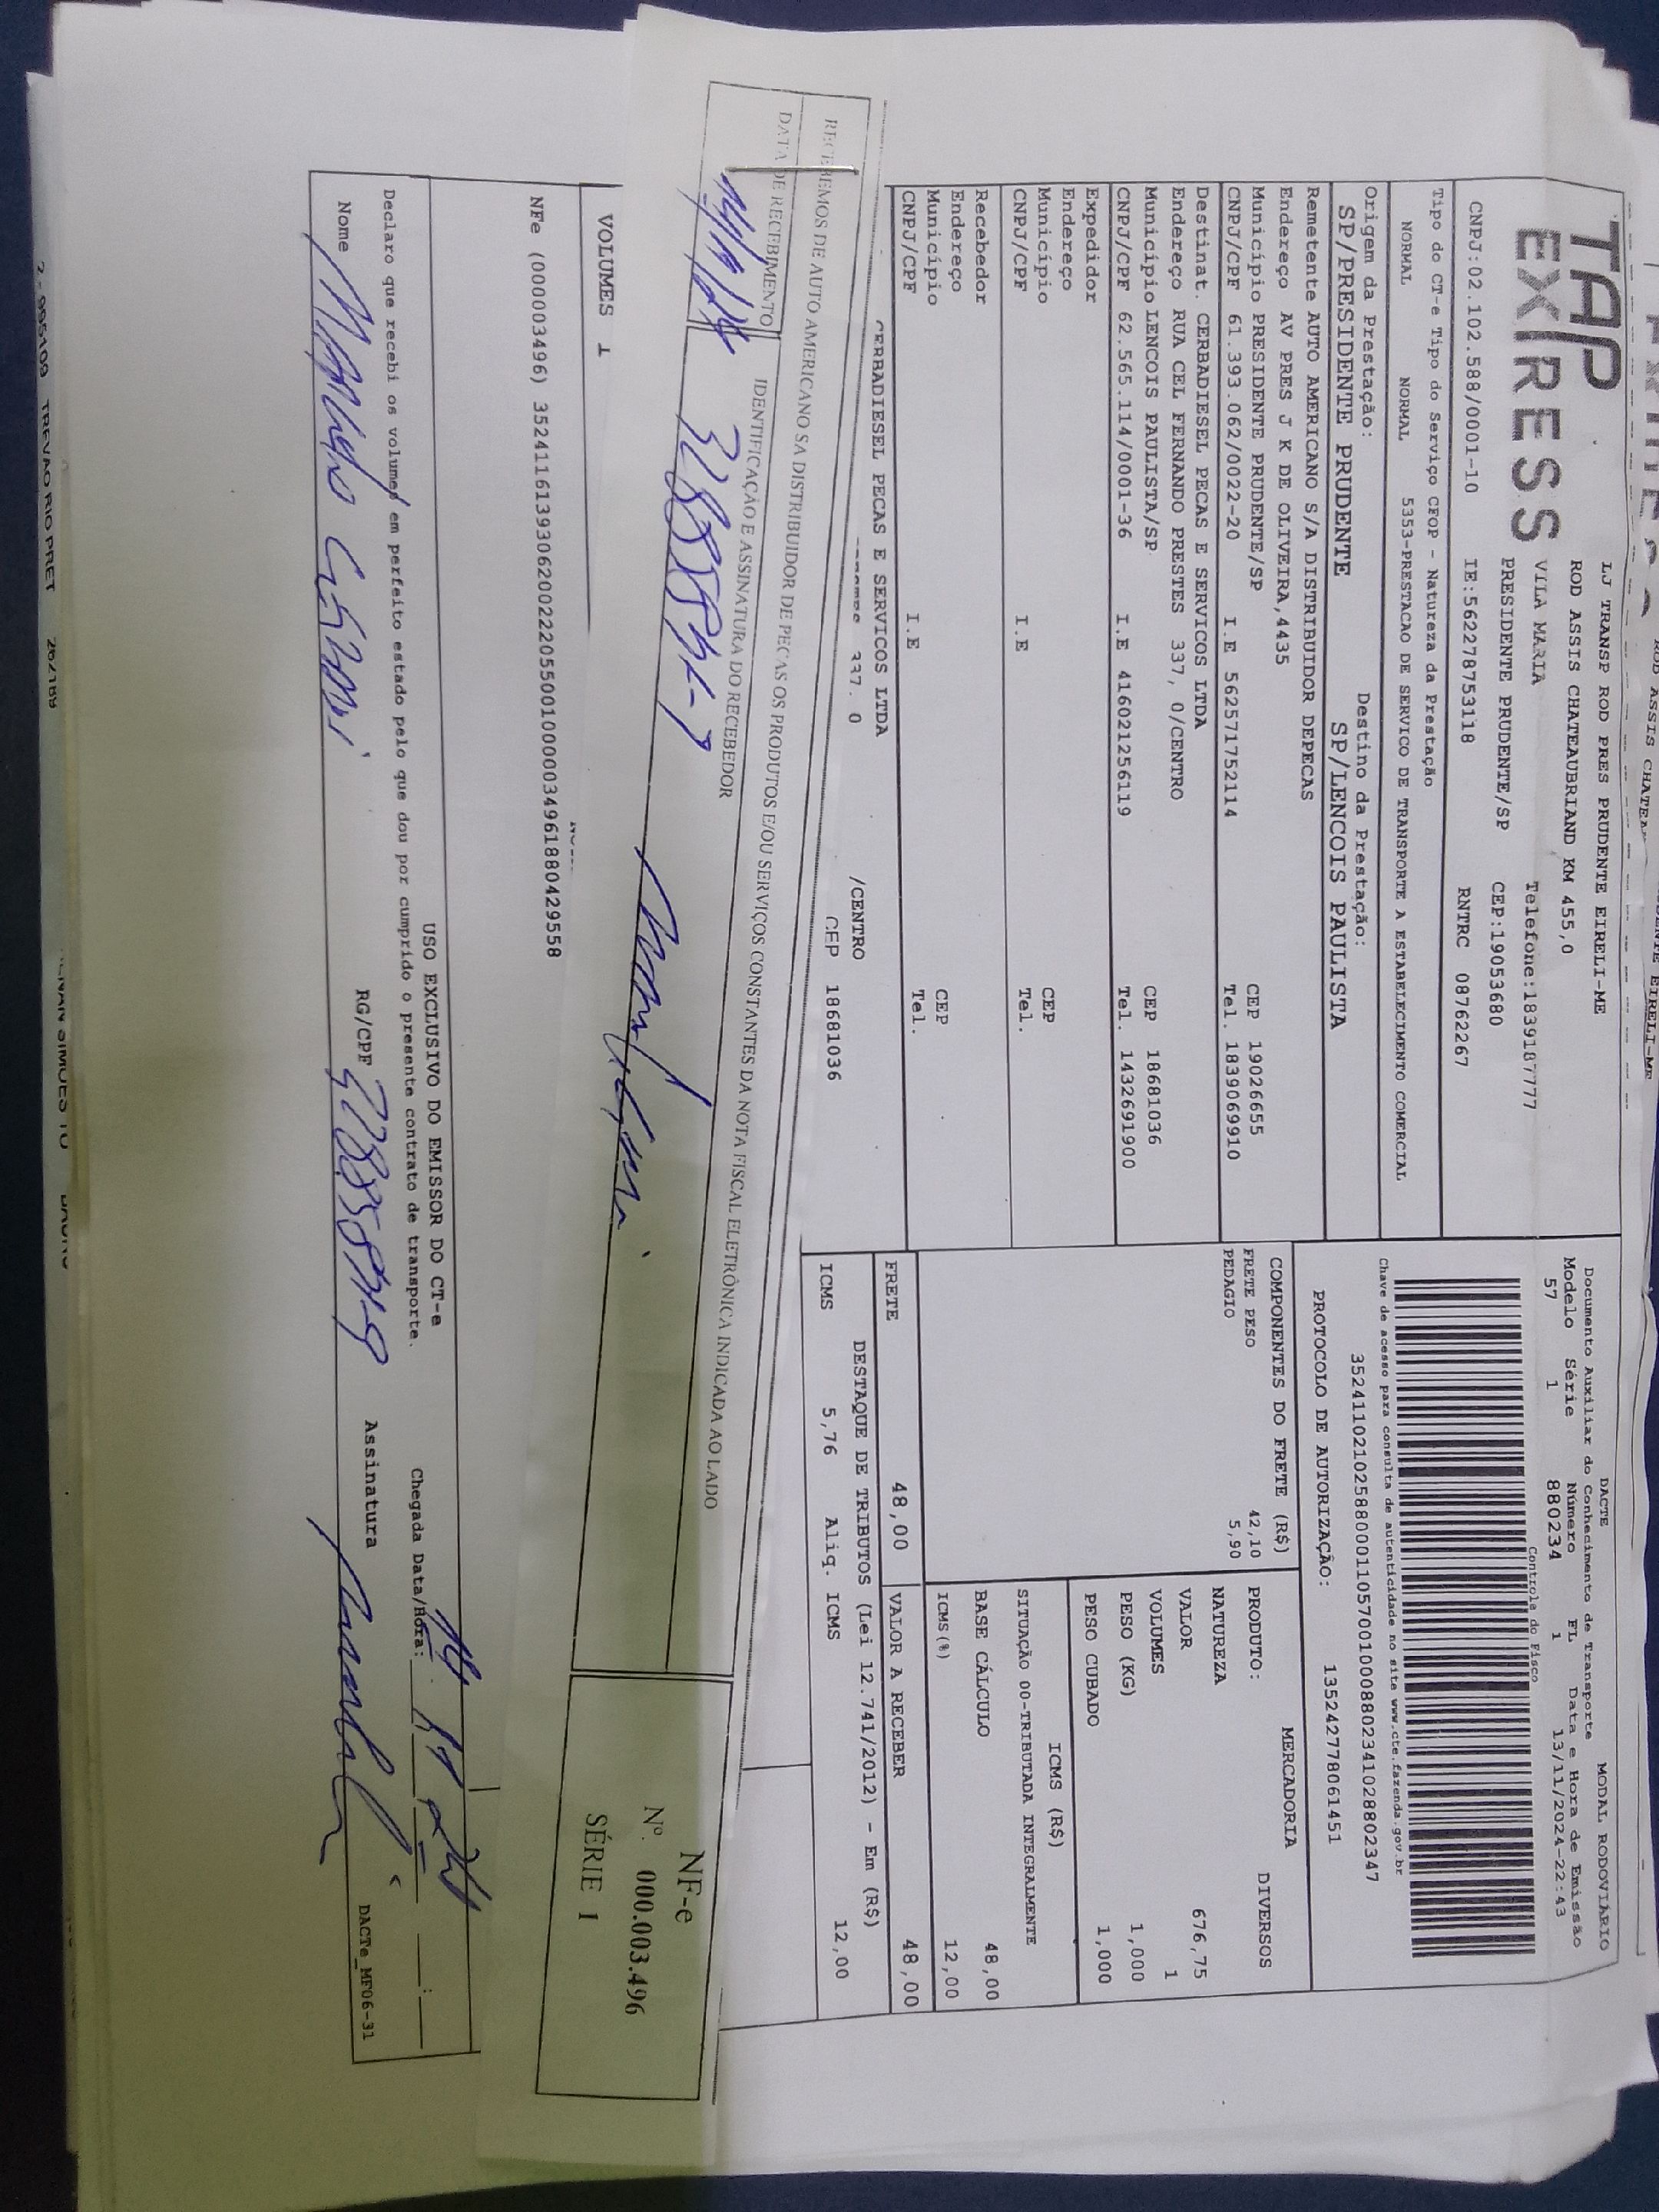 TAP
EXPRESS
LJ TRANSP ROD PRES PRUDENTE EIRELI-ME
ROD ASSIS CHATEAUBRIAND KM 455,0
VILA MARIA
Telefone:1839187777
PRESIDENTE PRUDENTE/SP
CEP:19053680
CNPJ:02.102.588/0001-10
IE:562278753118
RNTRC 08762267
DACTE
MODAL RODOVIÁRIO
Documento Auxiliar do Conhecimento de Transporte
Modelo Série Número FL Data e Hora de Emissão
57 1 880234 1 13/11/2024-22:43
Controle do Fisco
Chave de acesso para consulta de autenticidade no site www.cte.fazenda.gov.br
35241102102588000110570010008802341028802347
PROTOCOLO DE AUTORIZAÇÃO: 135242778061451
Tipo do CT-e Tipo do Serviço CFOP - Natureza da Prestação
NORMAL NORMAL 5353-PRESTACAO DE SERVICO DE TRANSPORTE A ESTABELECIMENTO COMERCIAL
Origem da Prestação: Destino da Prestação:
SP/PRESIDENTE PRUDENTE SP/LENCOIS PAULISTA
Remetente AUTO AMERICANO S/A DISTRIBUIDOR DEPECAS
Endereço AV PRES J K DE OLIVEIRA,4435
Município PRESIDENTE PRUDENTE/SP CEP 19026655
CNPJ/CPF 61.393.062/0022-20 I.E 562571752114 Tel. 1839069910
Destinat. CERBADIESEL PECAS E SERVICOS LTDA
Endereço RUA CEL FERNANDO PRESTES 337, 0/CENTRO
Município LENCOIS PAULISTA/SP CEP 18681036
CNPJ/CPF 62.565.114/0001-36 I.E 416021256119 Tel. 1432691900
Expedidor
Endereço
Município CEP
CNPJ/CPF I.E Tel.
Recebedor
Endereço
Município CEP
CNPJ/CPF I.E Tel.
CERBADIESEL PECAS E SERVICOS LTDA
337, 0 /CENTRO
CEP 18681036
COMPONENTES DO FRETE (R$)
FRETE PESO 42,10
PEDAGIO 5,90
MERCADORIA
PRODUTO: DIVERSOS
NATUREZA
VALOR 676,75
VOLUMES 1
PESO (KG) 1,000
PESO CUBADO 1,000
ICMS (R$)
SITUAÇÃO 00-TRIBUTADA INTEGRALMENTE
BASE CÁLCULO 48,00
ICMS(%) 12,00
FRETE 48,00 VALOR A RECEBER 48,00
DESTAQUE DE TRIBUTOS (Lei 12.741/2012) - Em (R$)
ICMS 5,76 Aliq. ICMS 12,00
RECEBEMOS DE AUTO AMERICANO SA DISTRIBUIDOR DE PECAS OS PRODUTOS E/OU SERVIÇOS CONSTANTES DA NOTA FISCAL ELETRÔNICA INDICADA AO LADO
DATA DE RECEBIMENTO
IDENTIFICAÇÃO E ASSINATURA DO RECEBEDOR
14/11/24
NF-e
Nº. 000.003.496
SÉRIE 1
VOLUMES 1
NFe (000003496) 35241161393062002220550010000034961880429558
USO EXCLUSIVO DO EMISSOR DO CT-e
Declaro que recebi os volumes em perfeito estado pelo que dou por cumprido o presente contrato de transporte.
Chegada Data/Hora: 14 11 24
Nome
RG/CPF
Assinatura
DACTe_MF06-31